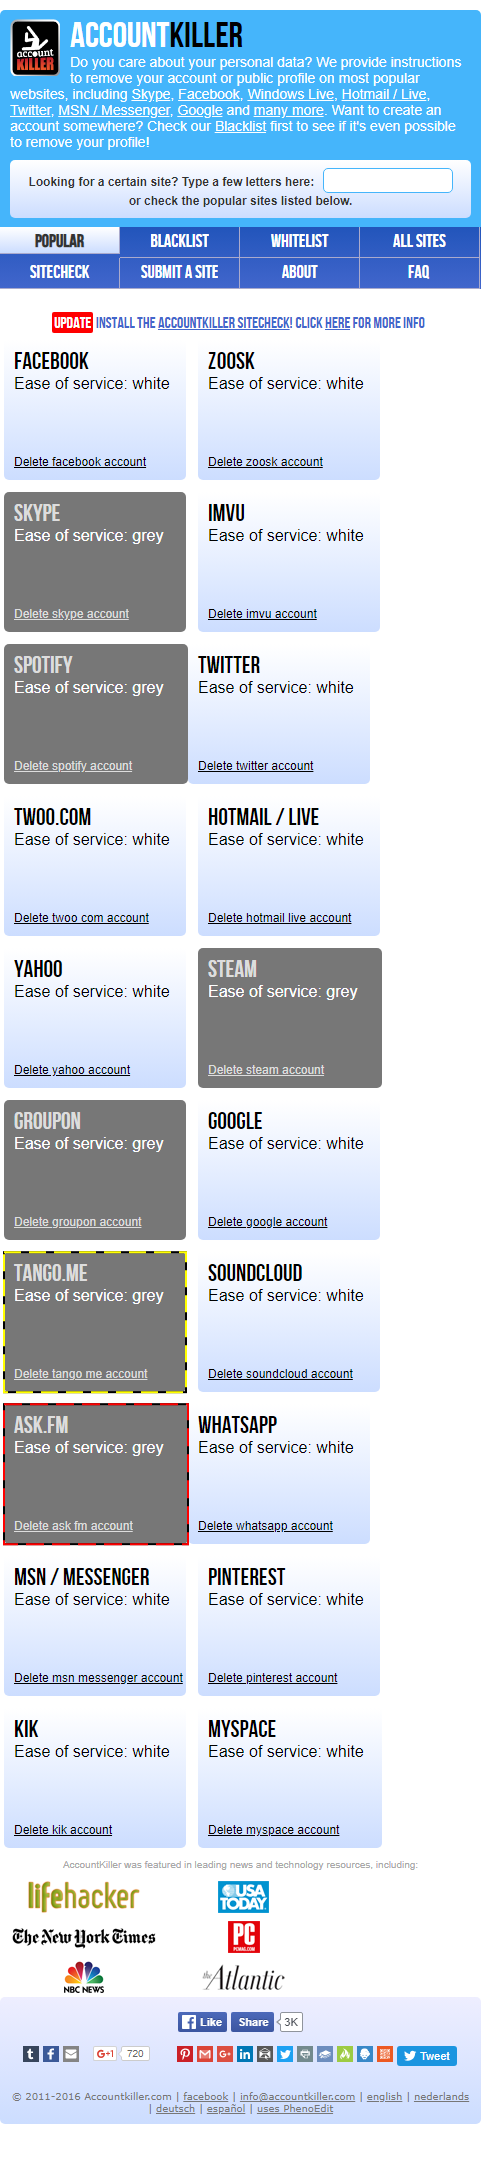 account
KILLER
ACCOUNTKILLER
Do you care about your personal data? We provide instructions
to remove your account or public profile on most popular
websites, including Skype, Facebook, Windows Live, Hotmail / Live,
Twitter, MSN / Messenger, Google and many more. Want to create an
account somewhere? Check our Blacklist first to see if it's even possible
to remove your profile!
Looking for a certain site? Type a few letters here:
or check the popular sites listed below.
POPULAR BLACKLIST WHITELIST ALL SITES
SITECHECK SUBMIT A SITE ABOUT FAQ
UPDATE INSTALL THE ACCOUNTKILLER SITECHECK! CLICK HERE FOR MORE INFO
FACEBOOK
Ease of service: white
Delete facebook account
ZOOSK
Ease of service: white
Delete zoosk account
SKYPE
Ease of service: grey
Delete skype account
IMVU
Ease of service: white
Delete imvu account
SPOTIFY
Ease of service: grey
Delete spotify account
TWITTER
Ease of service: white
Delete twitter account
TWOO.COM
Ease of service: white
Delete twoo com account
HOTMAIL / LIVE
Ease of service: white
Delete hotmail live account
YAHOO
Ease of service: white
Delete yahoo account
STEAM
Ease of service: grey
Delete steam account
GROUPON
Ease of service: grey
Delete groupon account
GOOGLE
Ease of service: white
Delete google account
TANGO.ME
Ease of service: grey
Delete tango me account
SOUNDCLOUD
Ease of service: white
Delete soundcloud account
ASK.FM
Ease of service: grey
Delete ask fm account
WHATSAPP
Ease of service: white
Delete whatsapp account
MSN / MESSENGER
Ease of service: white
Delete msn messenger account
PINTEREST
Ease of service: white
Delete pinterest account
KIK
Ease of service: white
Delete kik account
MYSPACE
Ease of service: white
Delete myspace account
AccountKiller was featured in leading news and technology resources, including:
lifehacker
USA TODAY
The New York Times
PC
PCMAG.COM
NBC NEWS
the Atlantic
Like Share 3K
G+1 720 Tweet
© 2011-2016 Accountkiller.com | facebook | info@accountkiller.com | english | nederlands
| deutsch | español | uses PhenoEdit